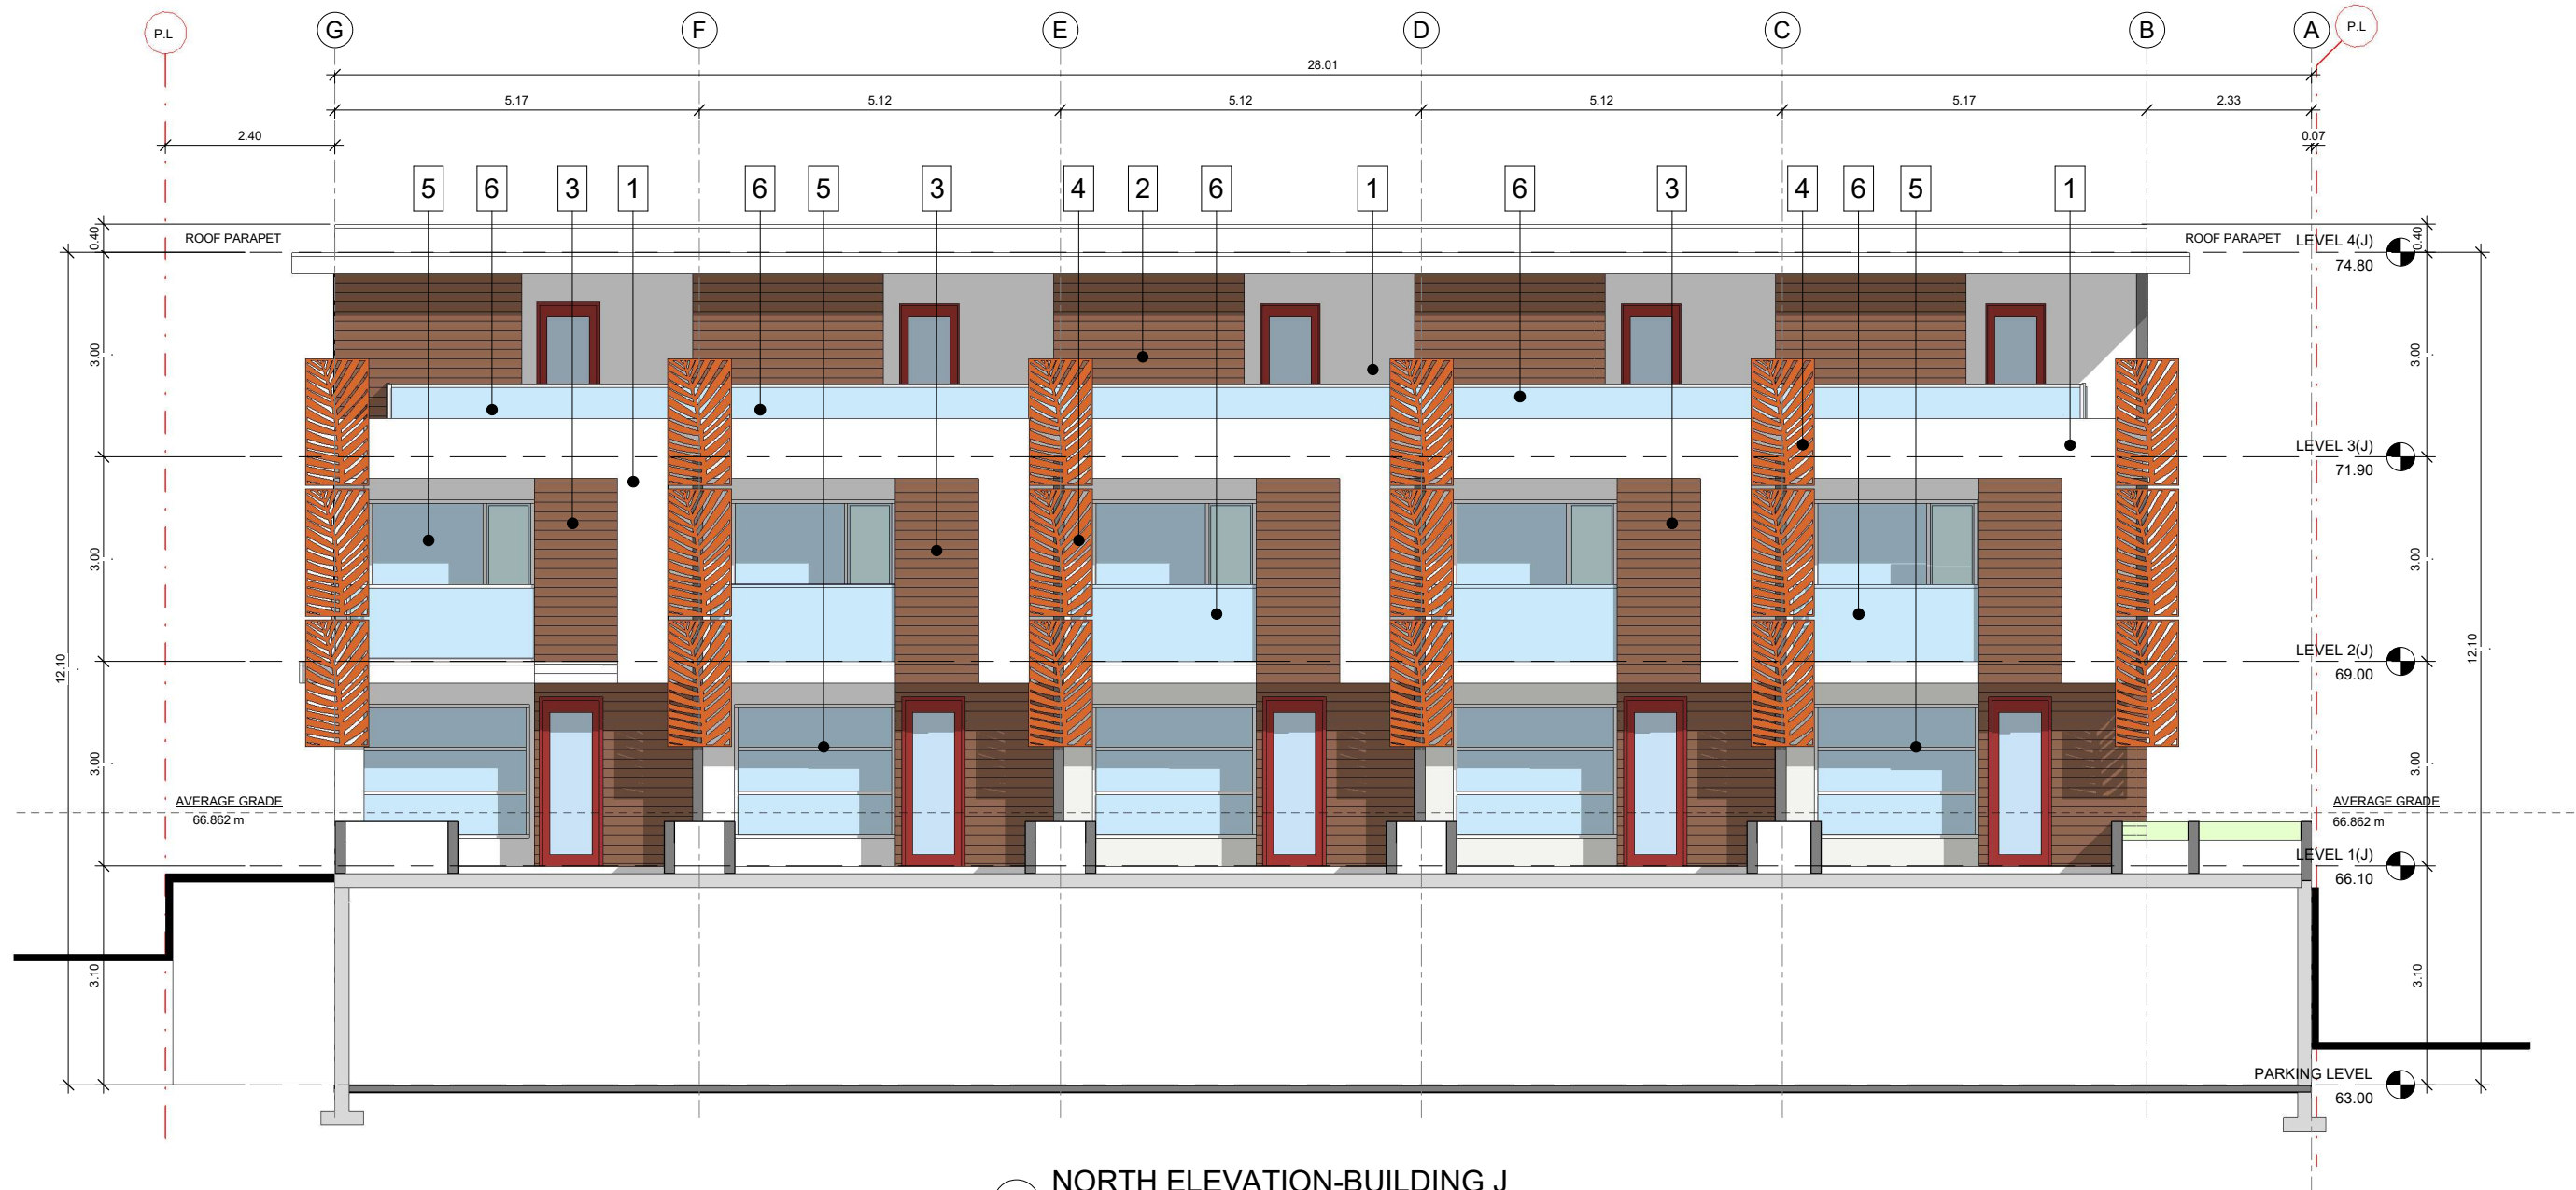 P.L G F E D C B A P.L
28.01
5.17 5.12 5.12 5.12 5.17 2.33
2.40 0.07
5 6 3 1 6 5 3 4 2 6 1 6 3 4 6 5 1
0.40 ROOF PARAPET ROOF PARAPET LEVEL 4(J) 0.40
74.80
3.00 3.00
LEVEL 3(J)
71.90
3.00 3.00
LEVEL 2(J)
12.10 69.00 12.10
3.00 3.00
AVERAGE GRADE AVERAGE GRADE
66.862 m 66.862 m
LEVEL 1(J)
66.10
3.10 3.10
PARKING LEVEL
63.00
NORTH ELEVATION-BUILDING J